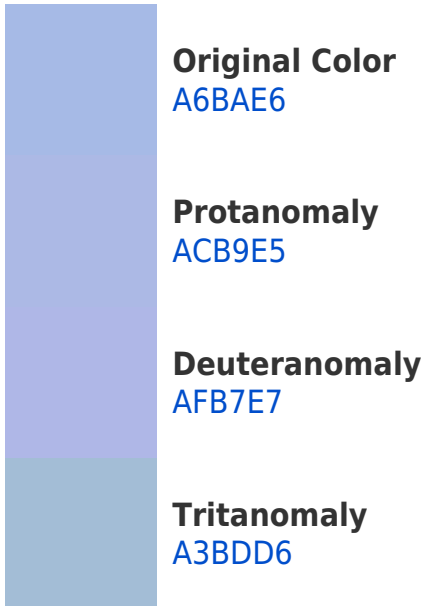 Original Color
A6BAE6
Protanomaly
ACB9E5
Deuteranomaly
AFB7E7
Tritanomaly
A3BDD6